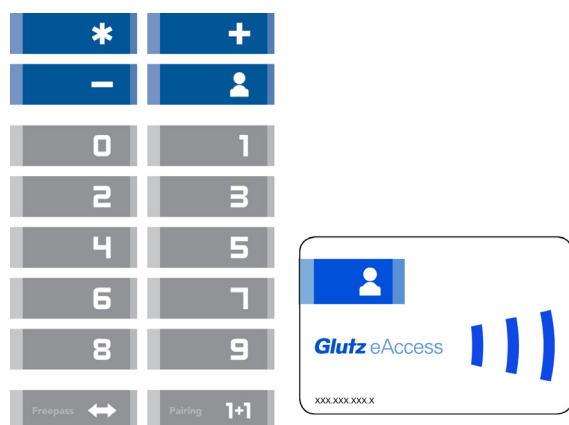 * +
-
0 1
2 3
4 5
6 7
8 9
Freepass Pairing 1+1
Glutz eAccess
xxx.xxx.xxx.x